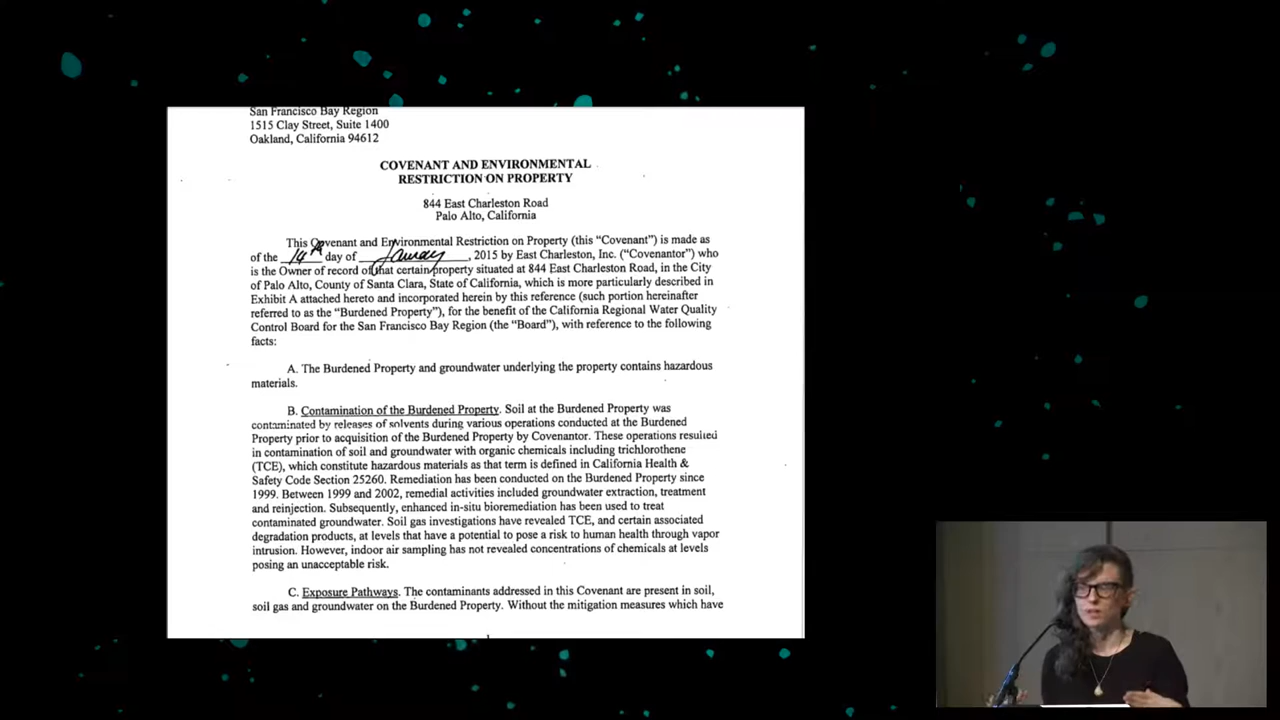 San Francisco Bay Region
1515 Clay Street, Suite 1400
Oakland, California 94612
COVENANT AND ENVIRONMENTAL
RESTRICTION ON PROPERTY
844 East Charleston Road
Palo Alto, California
This Covenant and Environmental Restriction on Property (this “Covenant”) is made as
of the 14th day of January, 2015 by East Charleston, Inc. (“Covenantor”) who
is the Owner of record of that certain property situated at 844 East Charleston Road, in the City
of Palo Alto, County of Santa Clara, State of California, which is more particularly described in
Exhibit A attached hereto and incorporated herein by this reference (such portion hereinafter
referred to as the “Burdened Property”), for the benefit of the California Regional Water Quality
Control Board for the San Francisco Bay Region (the “Board”), with reference to the following
facts:
A. The Burdened Property and groundwater underlying the property contains hazardous
materials.
B. Contamination of the Burdened Property. Soil at the Burdened Property was
contaminated by releases of solvents during various operations conducted at the Burdened
Property prior to acquisition of the Burdened Property by Covenantor. These operations resulted
in contamination of soil and groundwater with organic chemicals including trichlorothene
(TCE), which constitute hazardous materials as that term is defined in California Health &
Safety Code Section 25260. Remediation has been conducted on the Burdened Property since
1999. Between 1999 and 2002, remedial activities included groundwater extraction, treatment
and reinjection. Subsequently, enhanced in-situ bioremediation has been used to treat
contaminated groundwater. Soil gas investigations have revealed TCE, and certain associated
degradation products, at levels that have a potential to pose a risk to human health through vapor
intrusion. However, indoor air sampling has not revealed concentrations of chemicals at levels
posing an unacceptable risk.
C. Exposure Pathways. The contaminants addressed in this Covenant are present in soil,
soil gas and groundwater on the Burdened Property. Without the mitigation measures which have